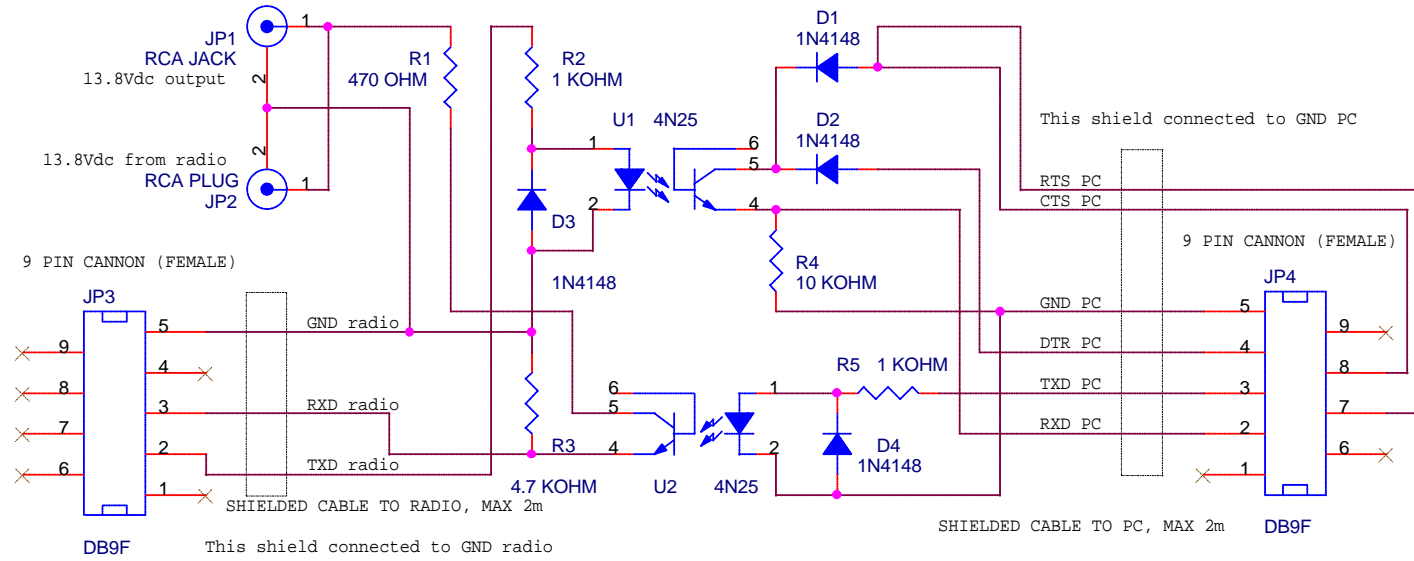 1
JP1
RCA JACK
13.8Vdc output
2
2
13.8Vdc from radio
RCA PLUG
JP2
1
R1
470 OHM
R2
1 KOHM
D1
1N4148
U1 4N25
D2
1N4148
1
2
6
5
4
D3
1N4148
R4
10 KOHM
This shield connected to GND PC
RTS PC
CTS PC
9 PIN CANNON (FEMALE)
JP4
GND PC
DTR PC
TXD PC
RXD PC
5
4
3
2
1
9
8
7
6
DB9F
9 PIN CANNON (FEMALE)
JP3
9
8
7
6
5
4
3
2
1
DB9F
GND radio
RXD radio
TXD radio
SHIELDED CABLE TO RADIO, MAX 2m
This shield connected to GND radio
R3
4.7 KOHM
6
5
4
1
2
U2 4N25
R5 1 KOHM
D4
1N4148
SHIELDED CABLE TO PC, MAX 2m